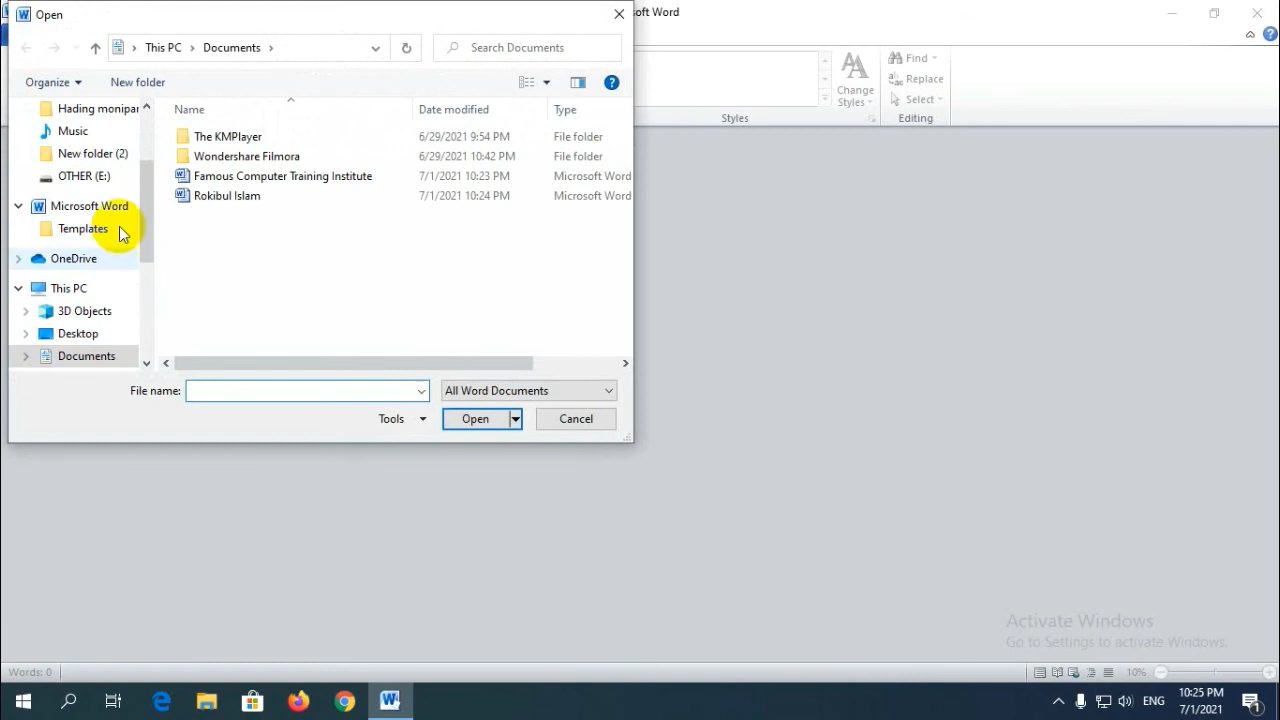 Open
This PC
Documents
Search Documents
Organize
New folder
Name
Date modified
Type
Hading monipar
Music
New folder (2)
OTHER (E:)
Microsoft Word
Templates
OneDrive
This PC
3D Objects
Desktop
Documents
The KMPlayer 6/29/2021 9:54 PM File folder
Wondershare Filmora 6/29/2021 10:42 PM File folder
Famous Computer Training Institute 7/1/2021 10:23 PM Microsoft Word
Rokibul Islam 7/1/2021 10:24 PM Microsoft Word
File name:
All Word Documents
Tools
Open
Cancel
soft Word
Change
Styles
Find
Replace
Select
Styles
Editing
Activate Windows
Go to Settings to activate Windows.
Words: 0
10%
ENG
10:25 PM
7/1/2021
1